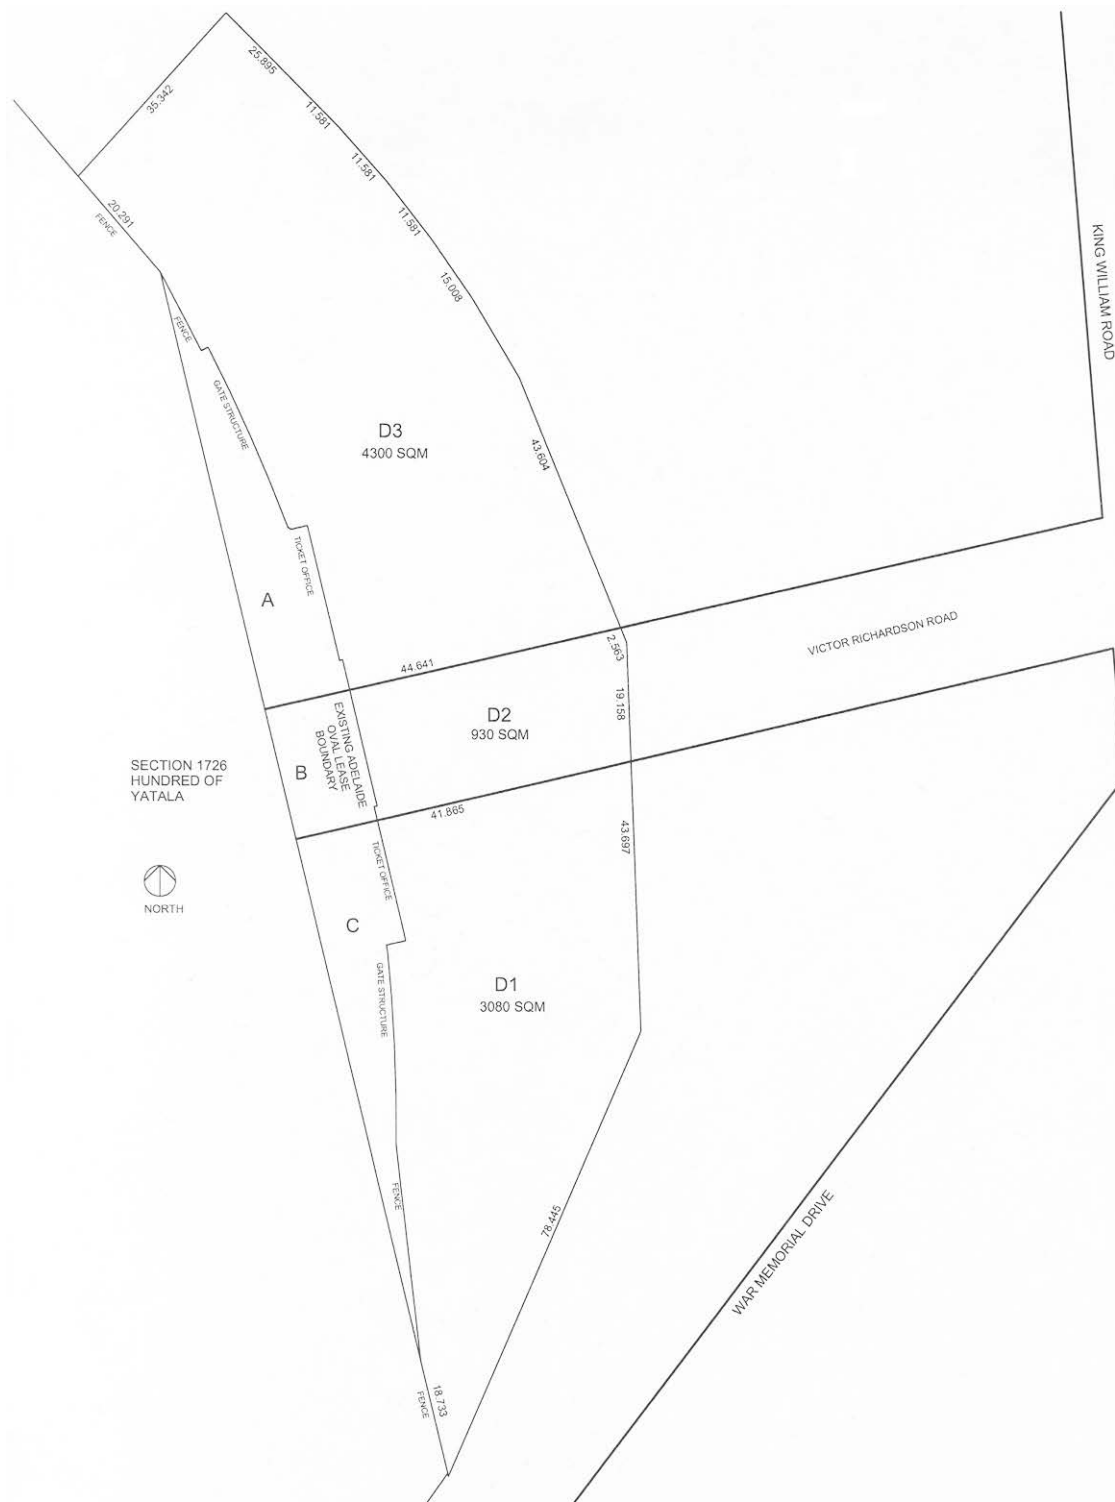 25.895
35.342
11.581
11.581
11.581
20.291
FENCE
15.008
KING WILLIAM ROAD
FENCE
GATE STRUCTURE
D3
4300 SQM
43.604
TICKET OFFICE
A
2.563
VICTOR RICHARDSON ROAD
44.641
19.158
D2
930 SQM
EXISTING ADELAIDE
OVAL LEASE
BOUNDARY
SECTION 1726
HUNDRED OF
YATALA
B
41.865
43.697
TICKET OFFICE
NORTH
C
GATE STRUCTURE
D1
3080 SQM
FENCE
78.445
WAR MEMORIAL DRIVE
18.733
FENCE